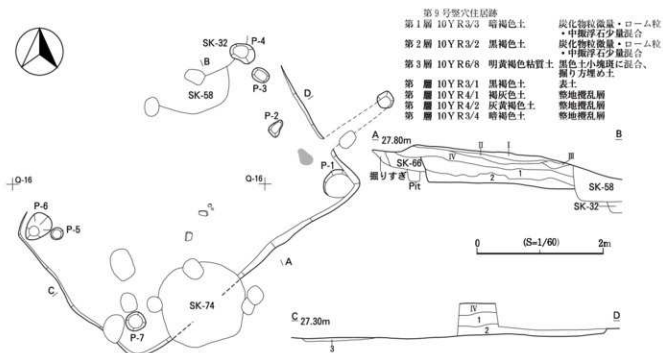 第9号竪穴住居跡
第1層 10YR3/3 暗褐色土 炭化物粒微量・ローム粒・中掫浮石少量混合
第2層 10YR3/2 黒褐色土 炭化物粒微量・ローム粒・中掫浮石少量混合
第3層 10YR6/8 明黄褐色粘質土 黒色土小塊斑に混合、掘り方埋め土
第 層 10YR3/1 黒褐色土 表土
第 層 10YR4/1 褐灰色土 整地攪乱層
第 層 10YR4/2 灰黄褐色土 整地攪乱層
第 層 10YR3/4 暗褐色土 整地攪乱層
SK-32
P-4
B
P-3
SK-58
D
P-2
P-1
Q-16
Q-16
P-6
P-5
A
C
SK-74
P-7
A 27.80m B
II I
IV III
SK-66 1
掘りすぎ 2 SK-58
Pit
SK-32
0 (S=1/60) 2m
C 27.30m D
IV
1
2
3